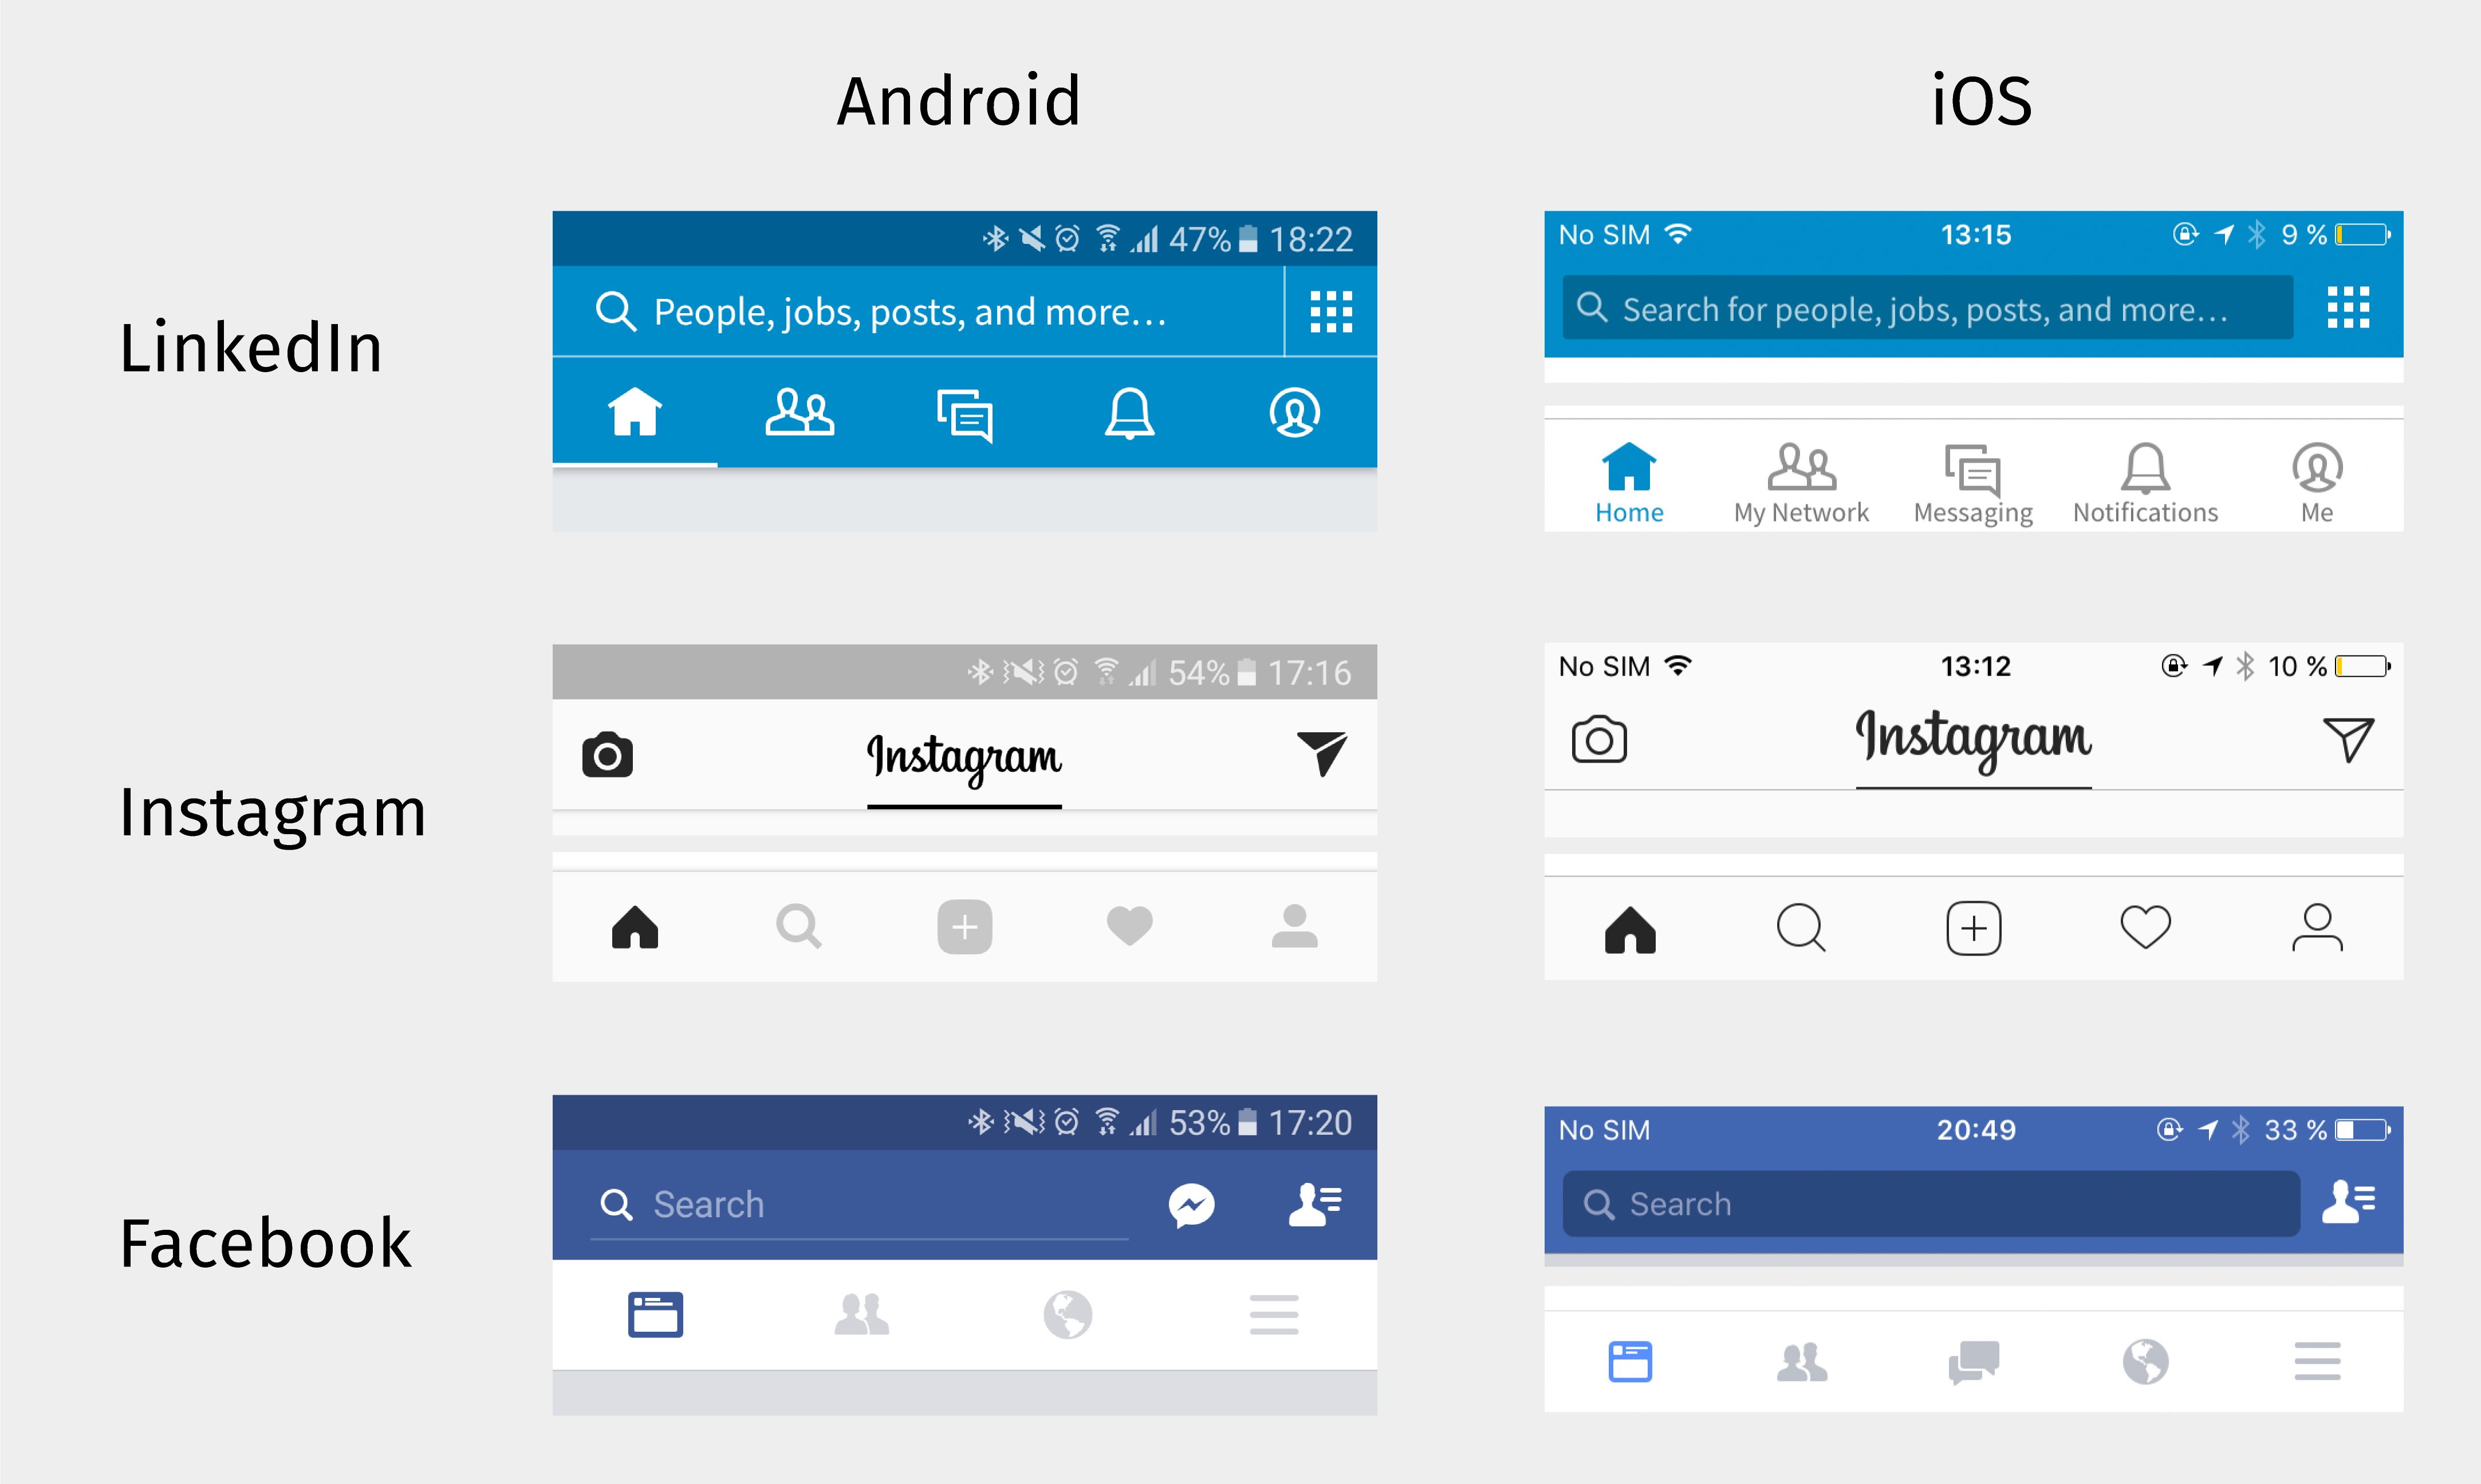 Android
iOS
LinkedIn
47% 18:22
People, jobs, posts, and more...
No SIM 13:15 9 %
Search for people, jobs, posts, and more...
Home My Network Messaging Notifications Me
Instagram
54% 17:16
Instagram
No SIM 13:12 10 %
Instagram
Facebook
53% 17:20
Search
No SIM 20:49 33 %
Search